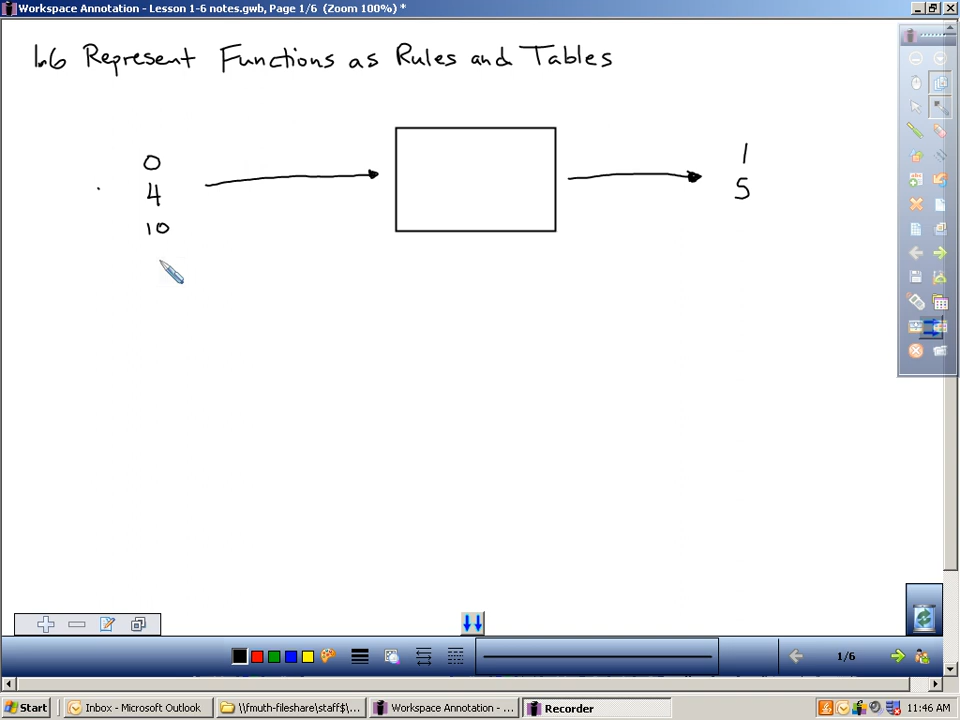 Workspace Annotation - Lesson 1-6 notes.gwb, Page 1/6 (Zoom 100%) *
1.6 Represent Functions as Rules and Tables
0
4
10
1
5
1/6
Start
Inbox - Microsoft Outlook
\\fmuth-fileshare\staff$\...
Workspace Annotation - ...
Recorder
11:46 AM